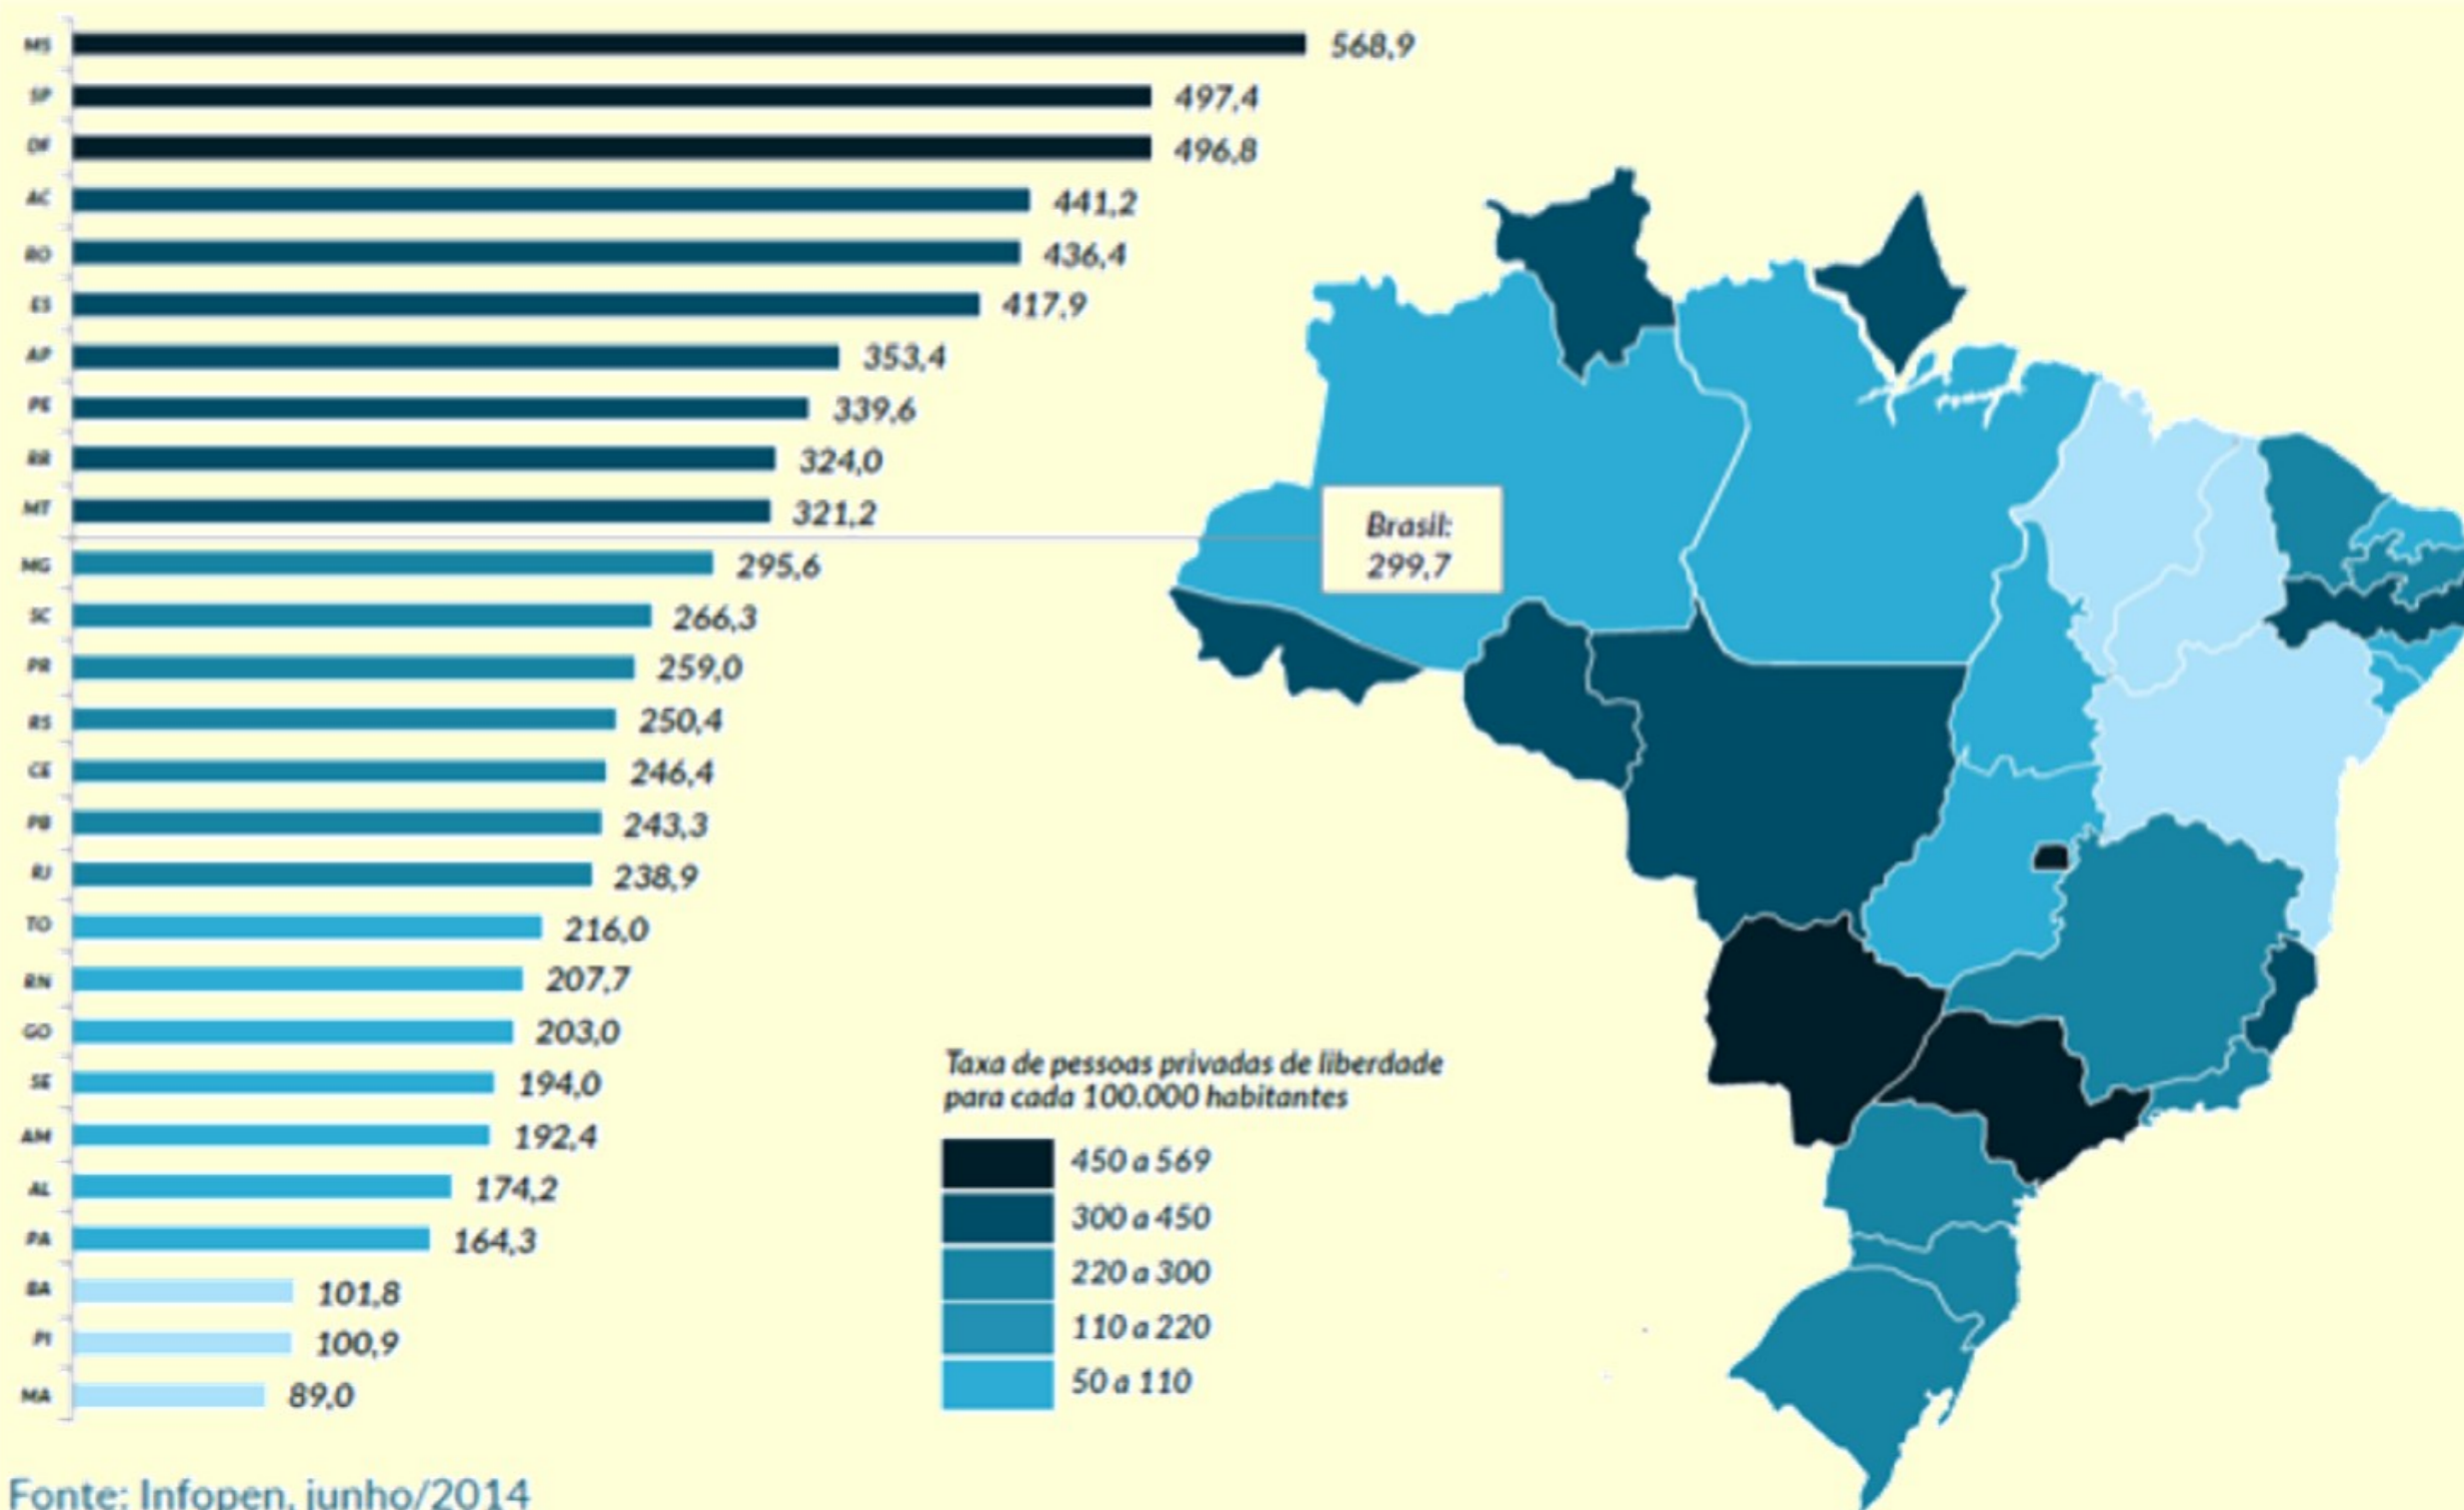 MS 568,9
SP 497,4
DF 496,8
AC 441,2
RO 436,4
ES 417,9
AP 353,4
PE 339,6
RR 324,0
MT 321,2
Brasil:
299,7
MG 295,6
SC 266,3
PR 259,0
RS 250,4
CE 246,4
PB 243,3
RJ 238,9
TO 216,0
RN 207,7
GO 203,0
SE 194,0
AM 192,4
AL 174,2
PA 164,3
BA 101,8
PI 100,9
MA 89,0
Taxa de pessoas privadas de liberdade
para cada 100.000 habitantes
450 a 569
300 a 450
220 a 300
110 a 220
50 a 110
Fonte: Infopen, junho/2014